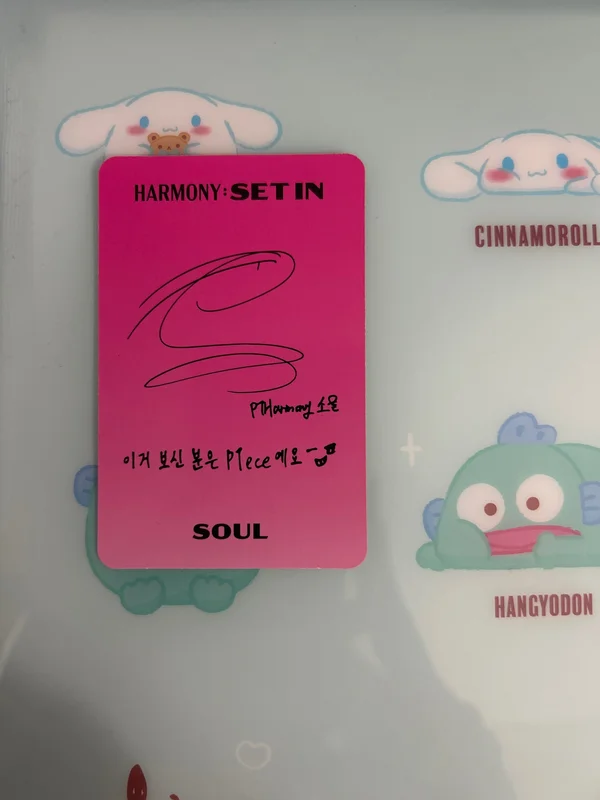 HARMONY: SET IN
CINNAMOROLL
P1Harmony 소울
이거 보신 분은 P1ece예요
SOUL
HANGYODON